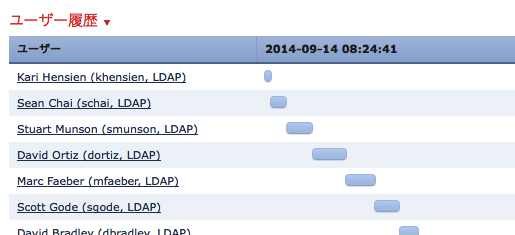 ユーザー履歴 ▼
ユーザー 2014-09-14 08:24:41
Kari Hensien (khensien, LDAP)
Sean Chai (schai, LDAP)
Stuart Munson (smunson, LDAP)
David Ortiz (dortiz, LDAP)
Marc Faeber (mfaeber, LDAP)
Scott Gode (sgode, LDAP)
David Bradley (dbradley, LDAP)